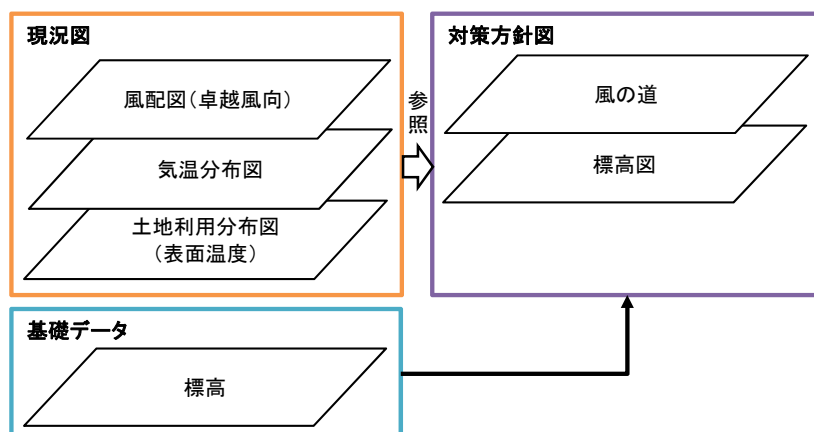 現況図
風配図(卓越風向)
気温分布図
土地利用分布図
(表面温度)
参照
対策方針図
風の道
標高図
基礎データ
標高